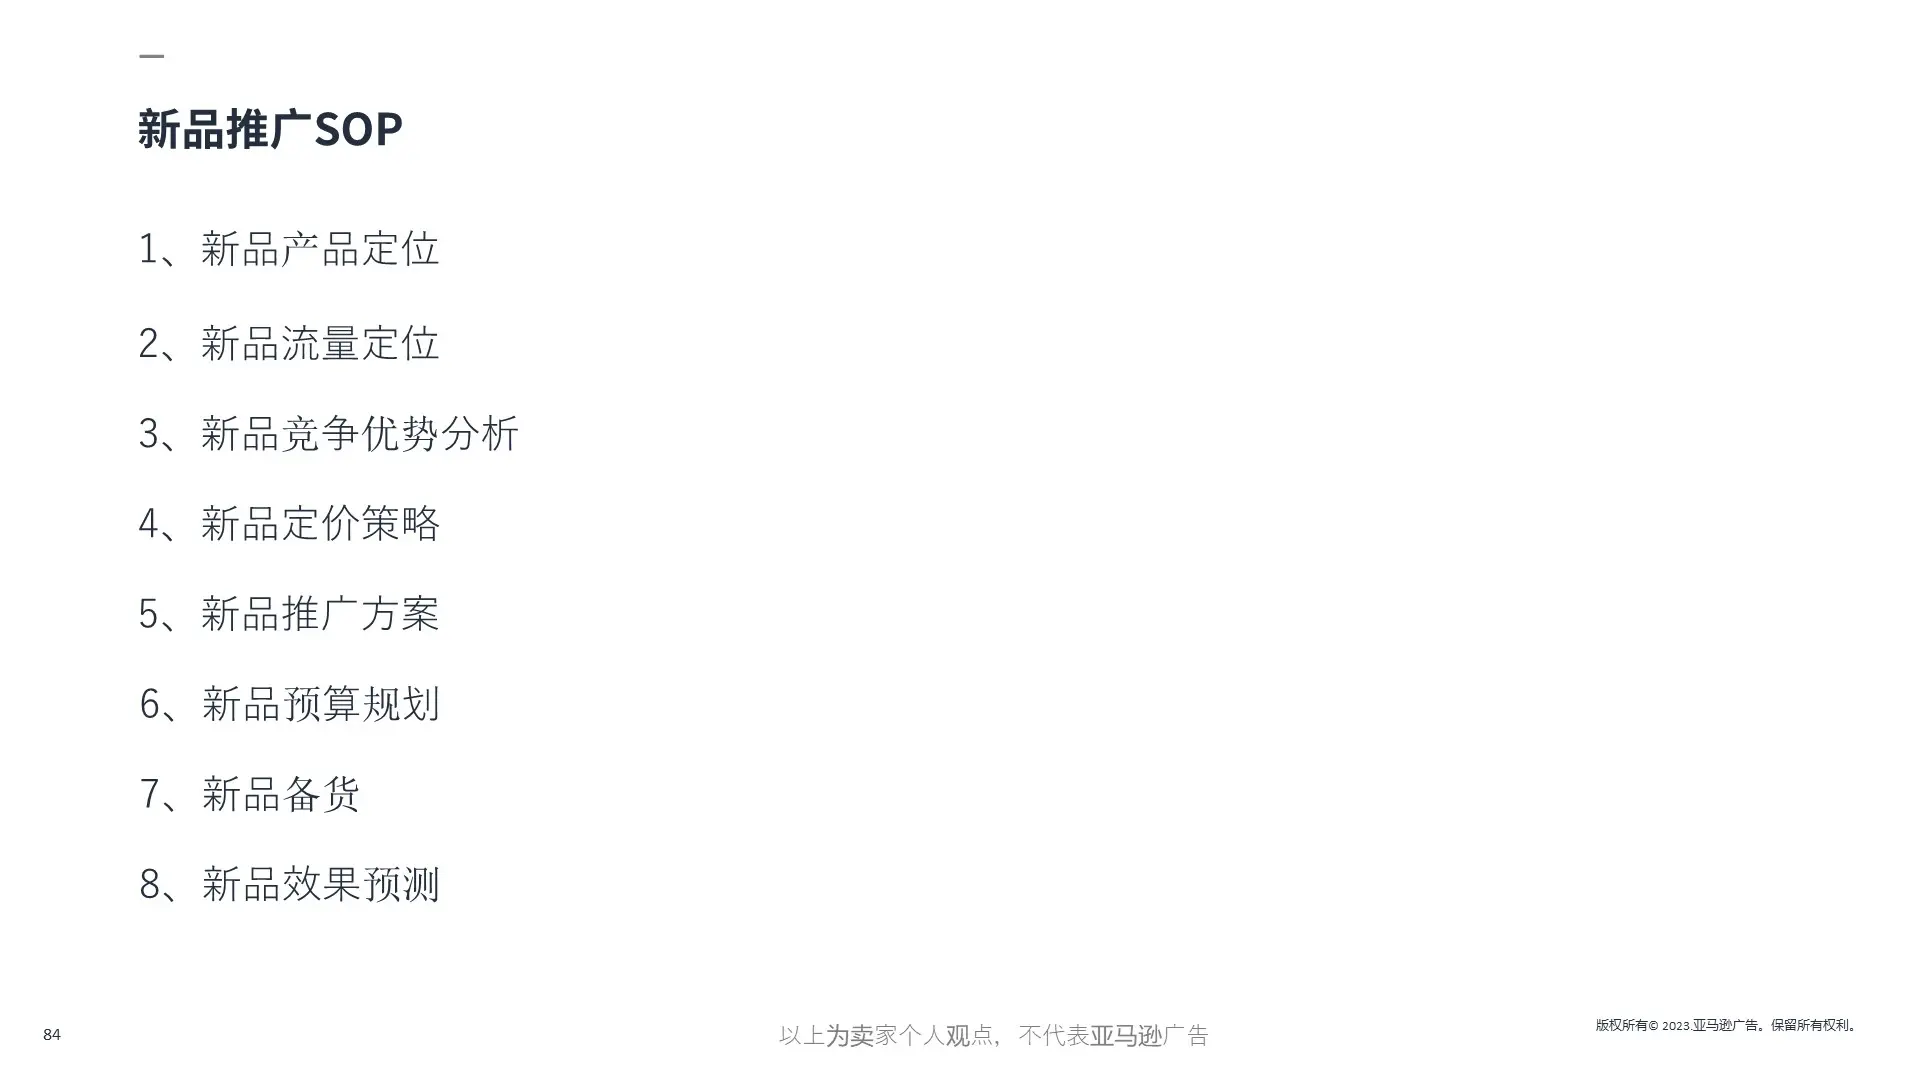 新品推广SOP
1、新品产品定位
2、新品流量定位
3、新品竞争优势分析
4、新品定价策略
5、新品推广方案
6、新品预算规划
7、新品备货
8、新品效果预测
84
以上为卖家个人观点，不代表亚马逊广告
版权所有© 2023.亚马逊广告。保留所有权利。